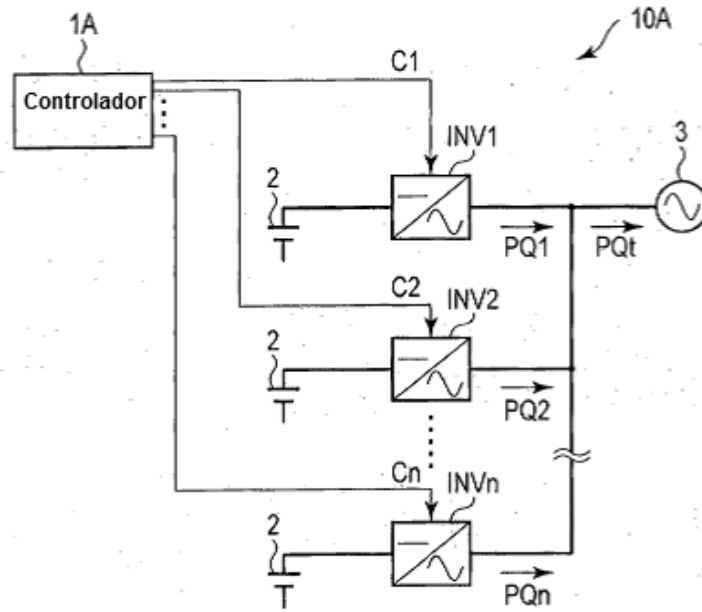 10A
1A
C1
Controlador
INV1
3
2
PQ1
PQt
C2
INV2
2
PQ2
Cn
INVn
2
PQn